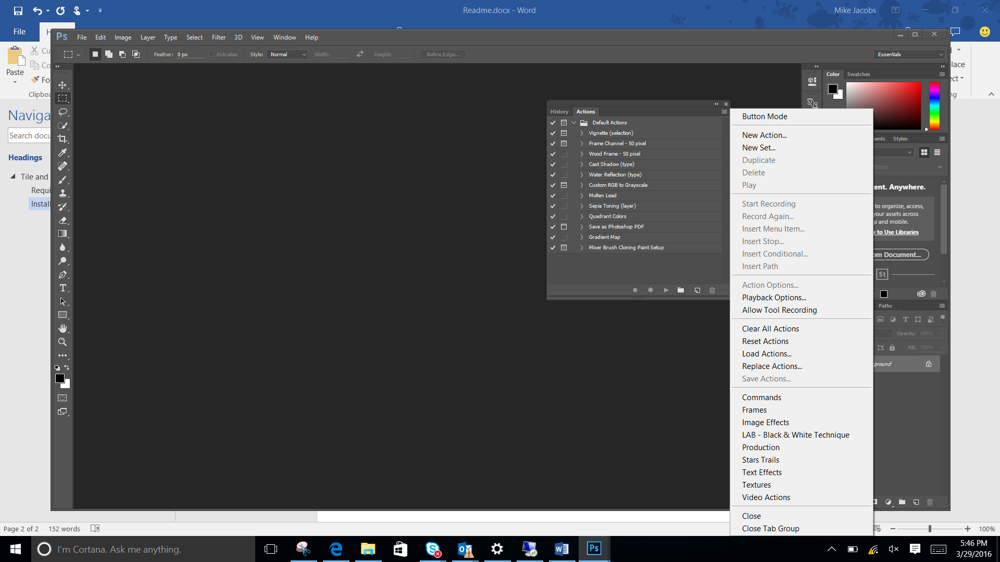 Readme.docx - Word
Mike Jacobs
File
H
Ps
File Edit Image Layer Type Select Filter 3D View Window Help
Feather: 0 px
Anti-alias
Style: Normal
Width:
Height:
Refine Edge...
Essentials
Cu
Co
Fo
Paste
Clipboa
lace
ect
ng
Naviga
Search docu
Headings
Tile and
Requi
Install
Color Swatches
History Actions
Default Actions
Vignette (selection)
Frame Channel - 50 pixel
Wood Frame - 50 pixel
Cast Shadow (type)
Water Reflection (type)
Custom RGB to Grayscale
Molten Lead
Sepia Toning (layer)
Quadrant Colors
Save as Photoshop PDF
Gradient Map
Mixer Brush Cloning Paint Setup
Button Mode
New Action...
New Set...
Duplicate
Delete
Play
Start Recording
Record Again...
Insert Menu Item...
Insert Stop...
Insert Conditional...
Insert Path
Action Options...
Playback Options...
Allow Tool Recording
Clear All Actions
Reset Actions
Load Actions...
Replace Actions...
Save Actions...
Commands
Frames
Image Effects
LAB - Black & White Technique
Production
Stars Trails
Text Effects
Textures
Video Actions
Close
Close Tab Group
ents Styles
Stock
ent. Anywhere.
to organize, access,
your assets across
p and mobile.
to Use Libraries
om Document...
St
Paths
Opacity: 100%
Fill: 100%
ground
Page 2 of 2 152 words
100%
I'm Cortana. Ask me anything.
Ps
5:46 PM
3/29/2016